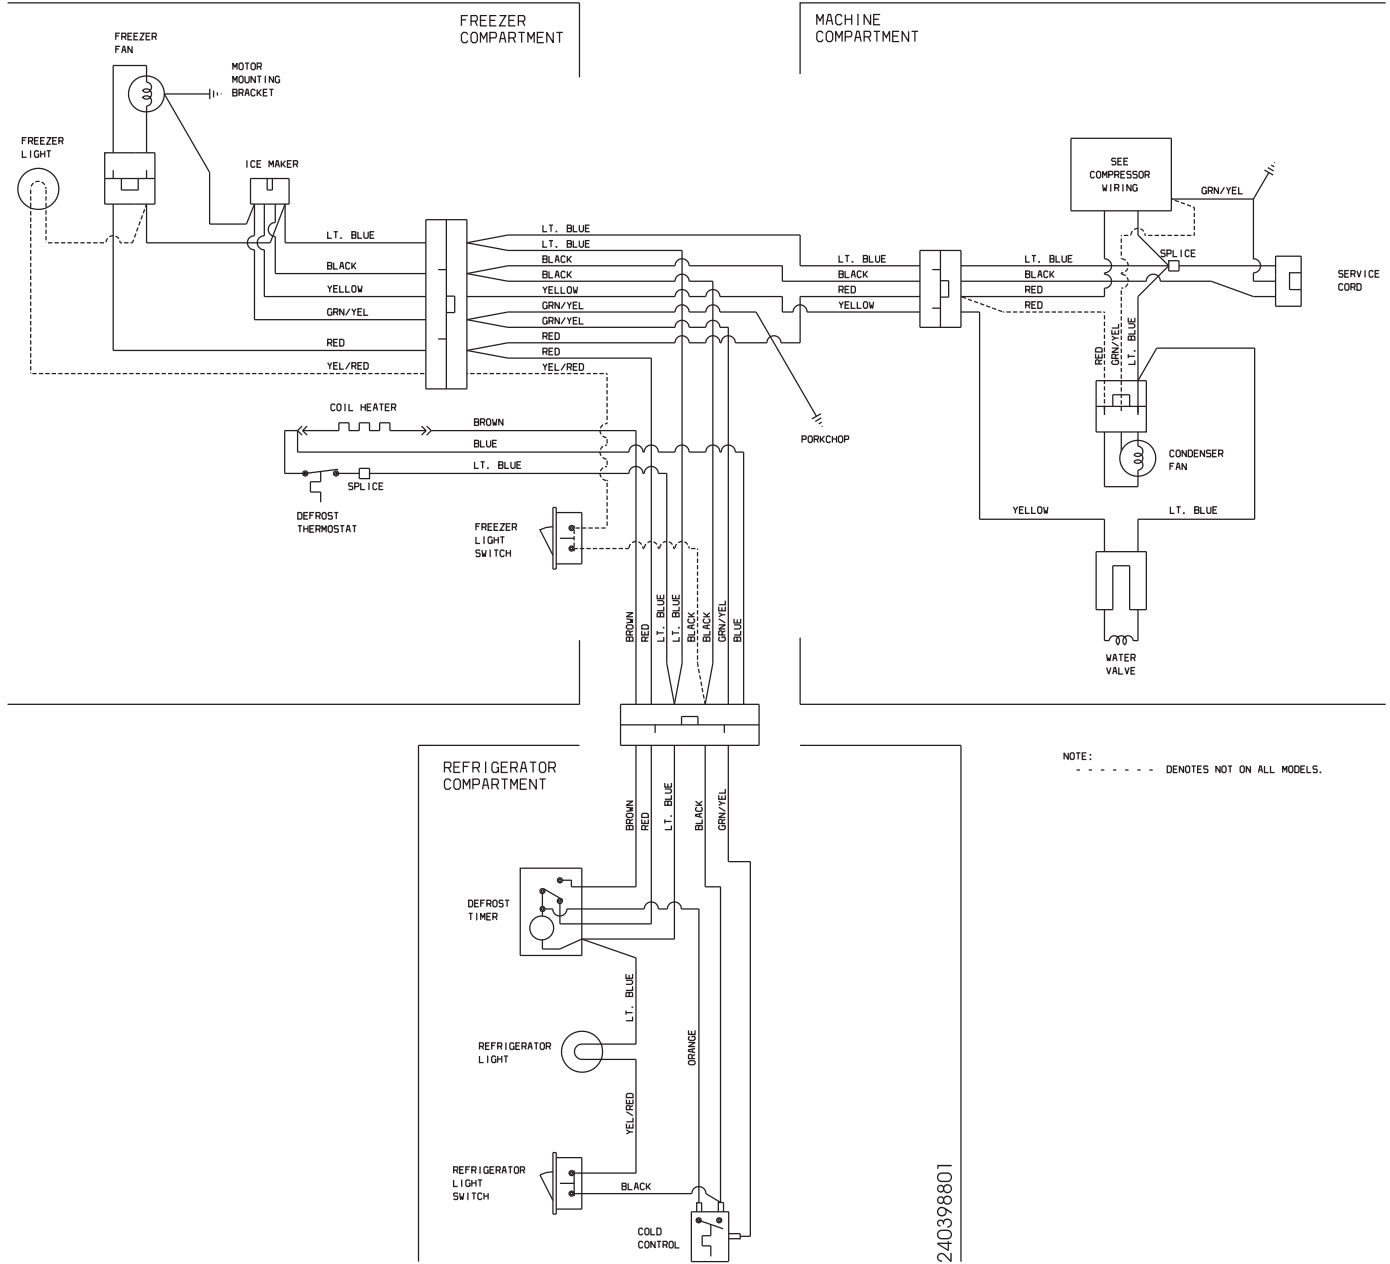 FREEZER
COMPARTMENT
MACHINE
COMPARTMENT
FREEZER
FAN
MOTOR
MOUNTING
BRACKET
FREEZER
LIGHT
ICE MAKER
SEE
COMPRESSOR
WIRING
GRN/YEL
LT. BLUE
BLACK
YELLOW
GRN/YEL
RED
YEL/RED
LT. BLUE
LT. BLUE
BLACK
BLACK
YELLOW
GRN/YEL
GRN/YEL
RED
RED
YEL/RED
LT. BLUE
BLACK
RED
YELLOW
LT. BLUE
BLACK
RED
RED
SPLICE
SERVICE
CORD
RED
GRN/YEL
LT. BLUE
PORKCHOP
COIL HEATER
BROWN
BLUE
LT. BLUE
SPLICE
DEFROST
THERMOSTAT
FREEZER
LIGHT
SWITCH
CONDENSER
FAN
YELLOW
LT. BLUE
WATER
VALVE
BROWN
RED
LT. BLUE
LT. BLUE
BLACK
BLACK
GRN/YEL
BLUE
REFRIGERATOR
COMPARTMENT
NOTE:
- - - - - - - DENOTES NOT ON ALL MODELS.
BROWN
RED
LT. BLUE
BLACK
GRN/YEL
DEFROST
TIMER
LT. BLUE
REFRIGERATOR
LIGHT
ORANGE
YEL/RED
REFRIGERATOR
LIGHT
SWITCH
BLACK
COLD
CONTROL
240398801